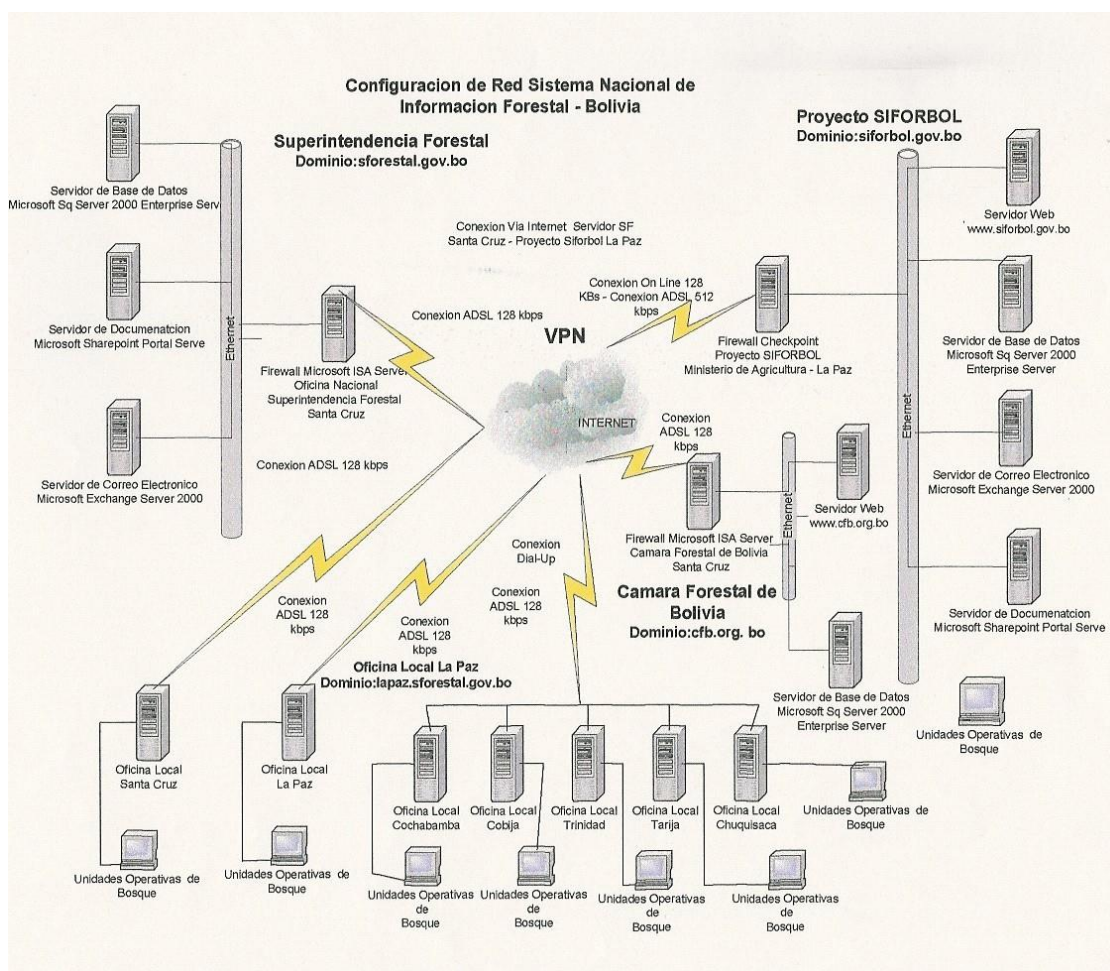 Configuracion de Red Sistema Nacional de
Informacion Forestal - Bolivia
Superintendencia Forestal
Dominio:sforestal.gov.bo
Proyecto SIFORBOL
Dominio:siforbol.gov.bo
Servidor de Base de Datos
Microsoft Sq Server 2000 Enterprise Serv
Servidor de Documenatcion
Microsoft Sharepoint Portal Serve
Servidor de Correo Electronico
Microsoft Exchange Server 2000
Ethernet
Firewall Microsoft ISA Server
Oficina Nacional
Superintendencia Forestal
Santa Cruz
Conexion Via Internet Servidor SF
Santa Cruz - Proyecto Siforbol La Paz
Conexion ADSL 128 kbps
Conexion On Line 128
KBs - Conexion ADSL 512
kbps
VPN
INTERNET
Firewall Checkpoint
Proyecto SIFORBOL
Ministerio de Agricultura - La Paz
Ethernet
Servidor Web
www.siforbol.gov.bo
Servidor de Base de Datos
Microsoft Sq Server 2000
Enterprise Server
Servidor de Correo Electronico
Microsoft Exchange Server 2000
Servidor de Documenatcion
Microsoft Sharepoint Portal Serve
Unidades Operativas de
Bosque
Conexion
ADSL 128
kbps
Firewall Microsoft ISA Server
Camara Forestal de Bolivia
Santa Cruz
Ethernet
Servidor Web
www.cfb.org.bo
Camara Forestal de
Bolivia
Dominio:cfb.org. bo
Servidor de Base de Datos
Microsoft Sq Server 2000
Enterprise Server
Conexion ADSL 128 kbps
Conexion
Dial-Up
Conexion
ADSL 128
kbps
Conexion
ADSL 128
kbps
Conexion
ADSL 128
kbps
Oficina Local La Paz
Dominio:lapaz.sforestal.gov.bo
Oficina Local
Santa Cruz
Oficina Local
La Paz
Oficina Local
Cochabamba
Oficina Local
Cobija
Oficina Local
Trinidad
Oficina Local
Tarija
Oficina Local
Chuquisaca
Unidades Operativas de
Bosque
Unidades Operativas de
Bosque
Unidades Operativas de
Bosque
Unidades Operativas
de
Bosque
Unidades Operativas
de
Bosque
Unidades Operativas
de
Bosque
Unidades Operativas
de
Bosque